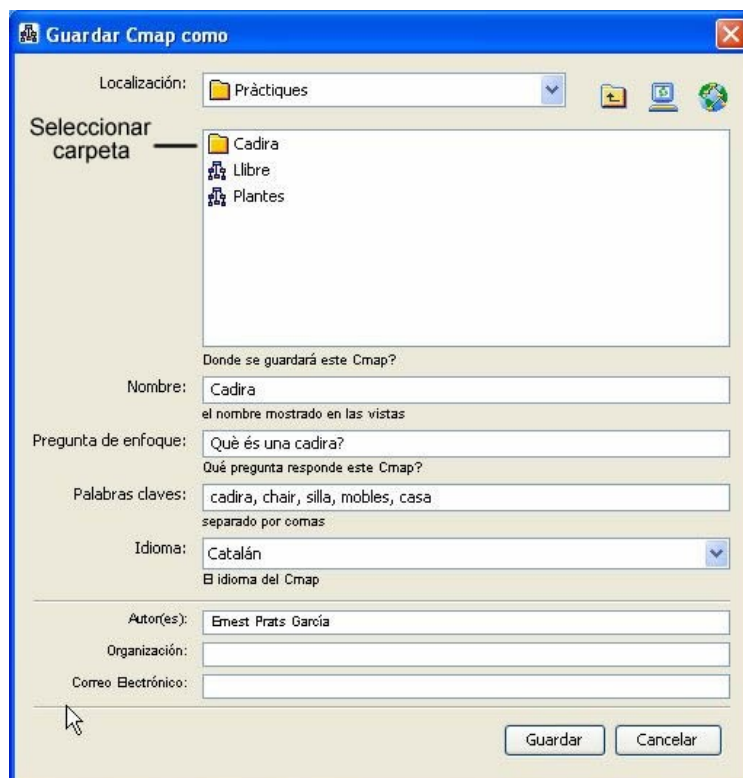 Guardar Cmap como
Localización:
Pràctiques
Seleccionar
carpeta
Cadira
Llibre
Plantes
Donde se guardará este Cmap?
Nombre:
Cadira
el nombre mostrado en las vistas
Pregunta de enfoque:
Què és una cadira?
Qué pregunta responde este Cmap?
Palabras claves:
cadira, chair, silla, mobles, casa
separado por comas
Idioma:
Catalán
El idioma del Cmap
Autor(es):
Ernest Prats García
Organización:
Correo Electrónico:
Guardar
Cancelar